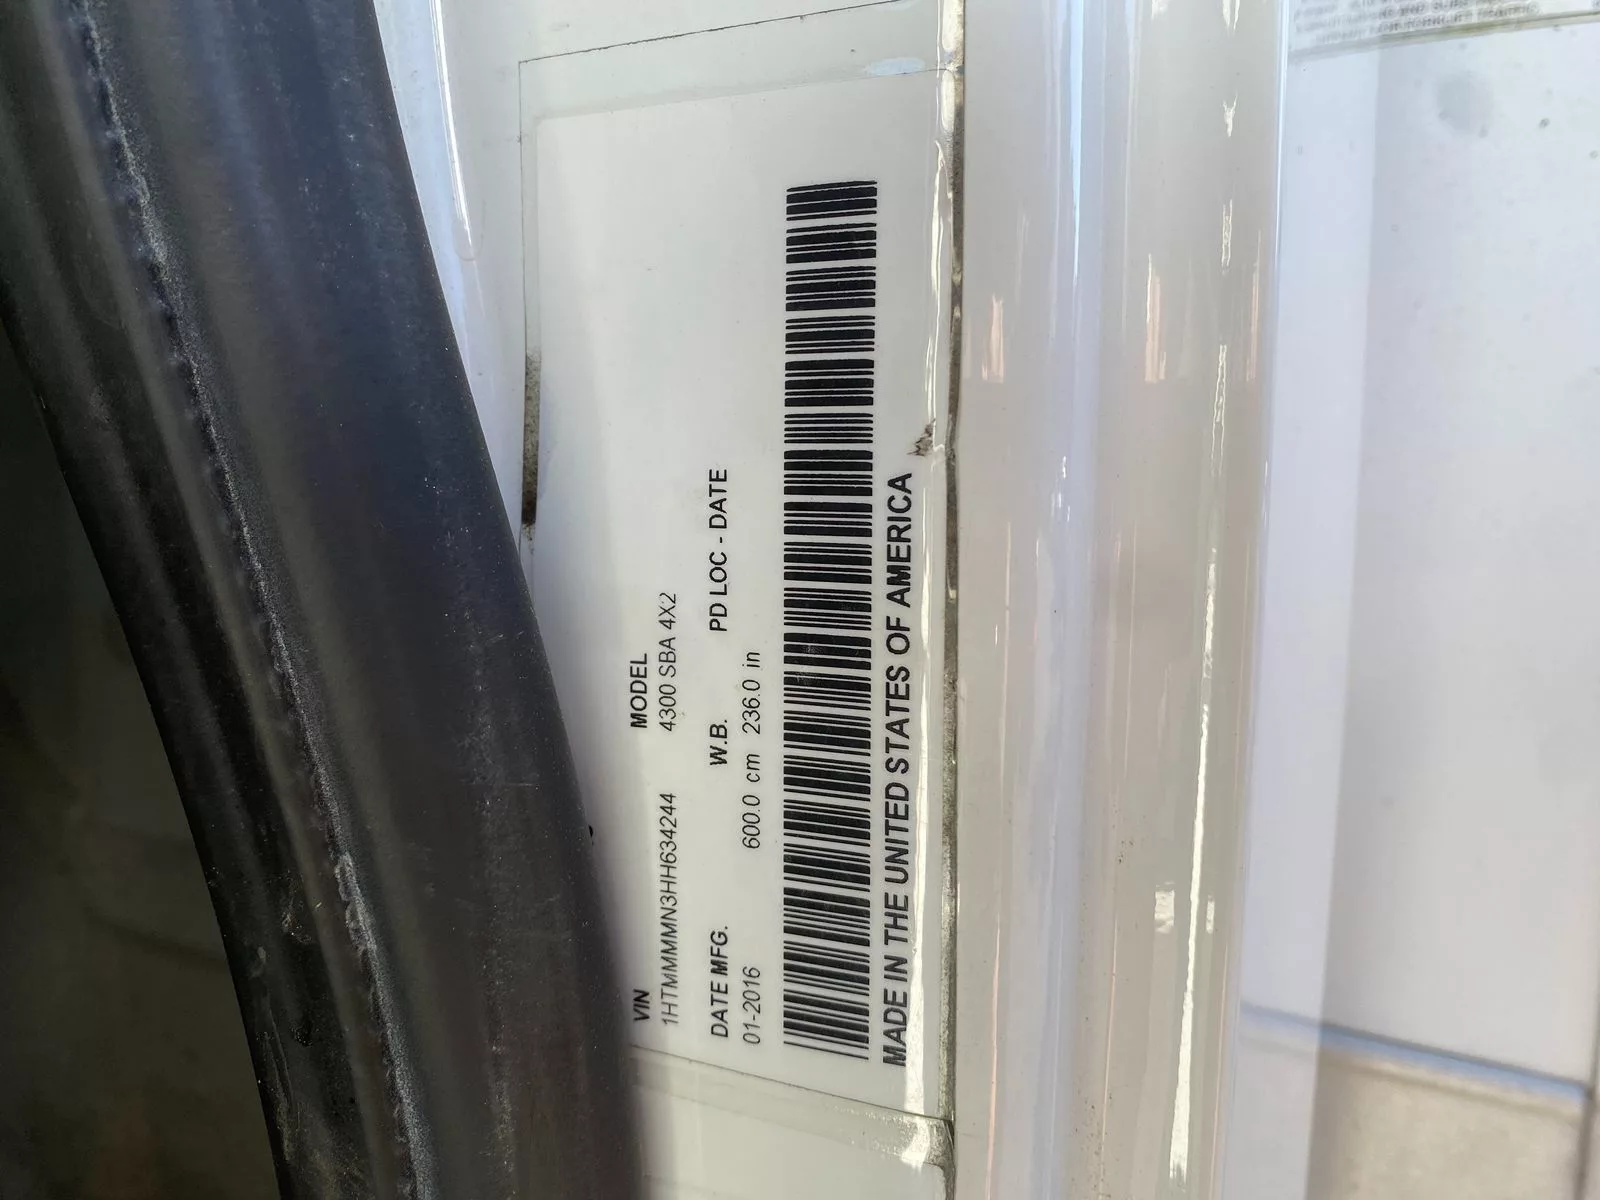 VIN MODEL
1HTMMMMN3HH634244 4300 SBA 4X2
DATE MFG. W.B. PD LOC - DATE
01-2016 600.0 cm 236.0 in
MADE IN THE UNITED STATES OF AMERICA